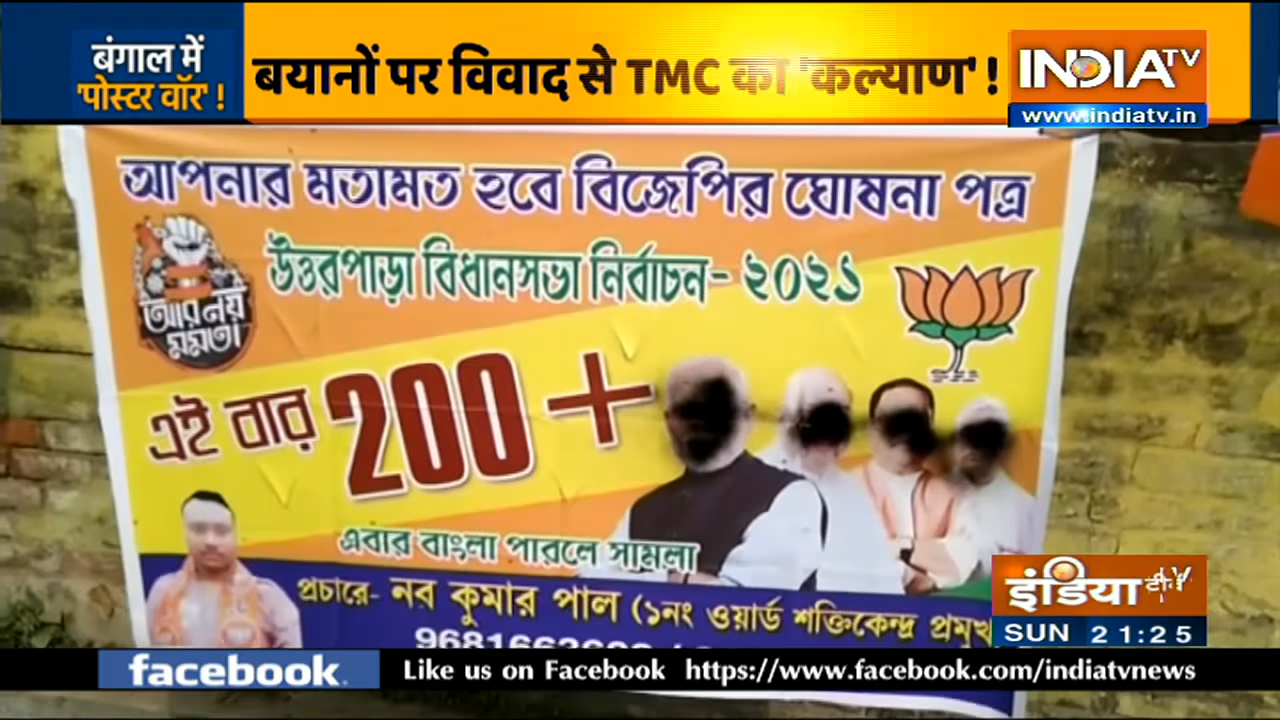 बंगाल में
'पोस्टर वॉर' !
बयानों पर विवाद से TMC का 'कल्याण' !
INDIA TV
www.indiatv.in
আপনার মতামত হবে বিজেপির ঘোষনা পত্র
উত্তরপাড়া বিধানসভা নির্বাচন - ২০২১
আর নয়
মমতা
এই বার 200 +
এবার বাংলা পারলে সামলা
প্রচারে- নব কুমার পাল (১নং ওয়ার্ড শক্তিকেন্দ্র প্রমুখ
इंडिया टीवी
SUN 21:25
facebook.
Like us on Facebook https://www.facebook.com/indiatvnews